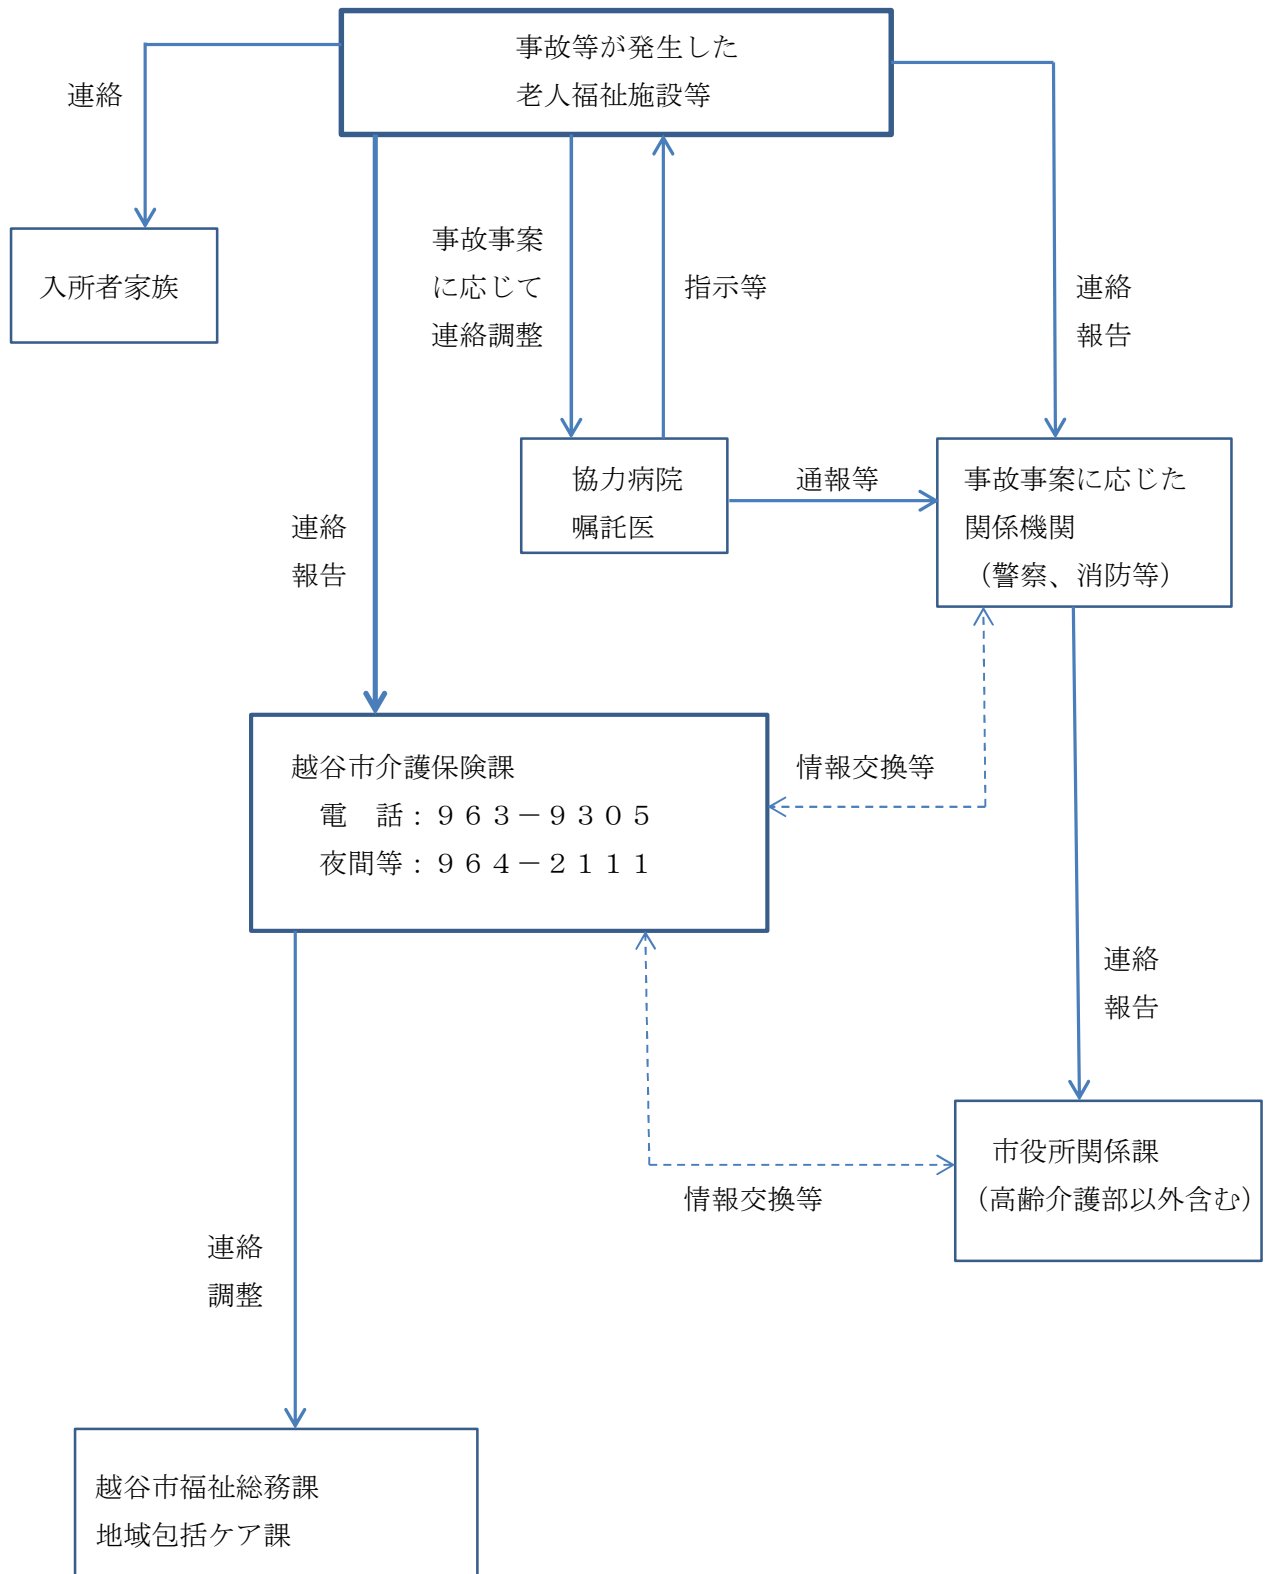 事故等が発生した
老人福祉施設等
連絡
入所者家族
事故事案
に応じて
連絡調整
指示等
連絡
報告
協力病院
嘱託医
通報等
事故事案に応じた
関係機関
（警察、消防等）
連絡
報告
越谷市介護保険課
電　話：９６３－９３０５
夜間等：９６４－２１１１
情報交換等
連絡
報告
市役所関係課
（高齢介護部以外含む）
情報交換等
連絡
調整
越谷市福祉総務課
地域包括ケア課